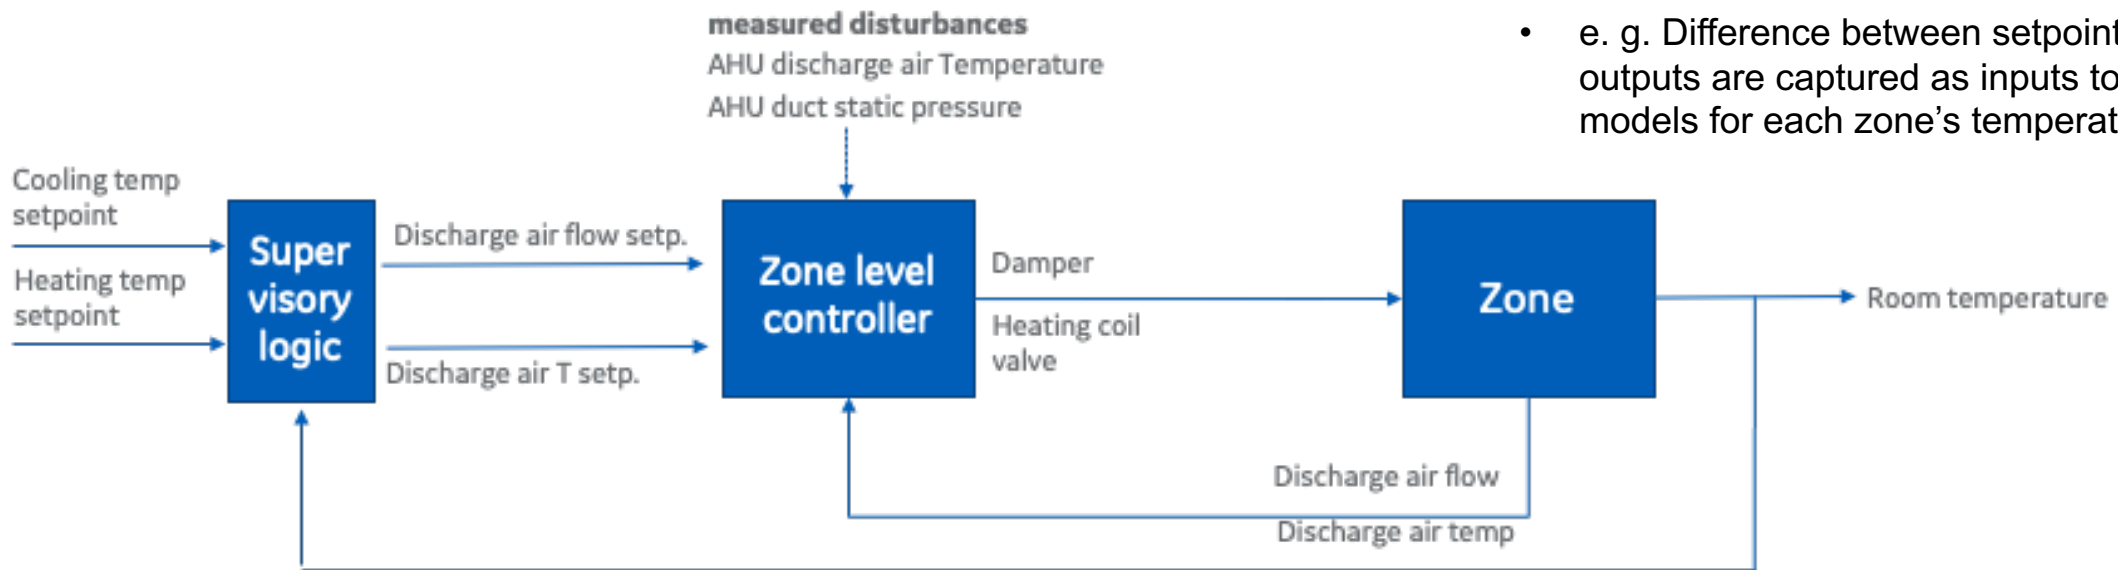 measured disturbances
AHU discharge air Temperature
AHU duct static pressure
• e. g. Difference between setpoint
outputs are captured as inputs to
models for each zone's temperat
Cooling temp
setpoint
Heating temp
setpoint
Super
visory
logic
Discharge air flow setp.
Discharge air T setp.
Zone level
controller
Damper
Heating coil
valve
Zone
Room temperature
Discharge air flow
Discharge air temp